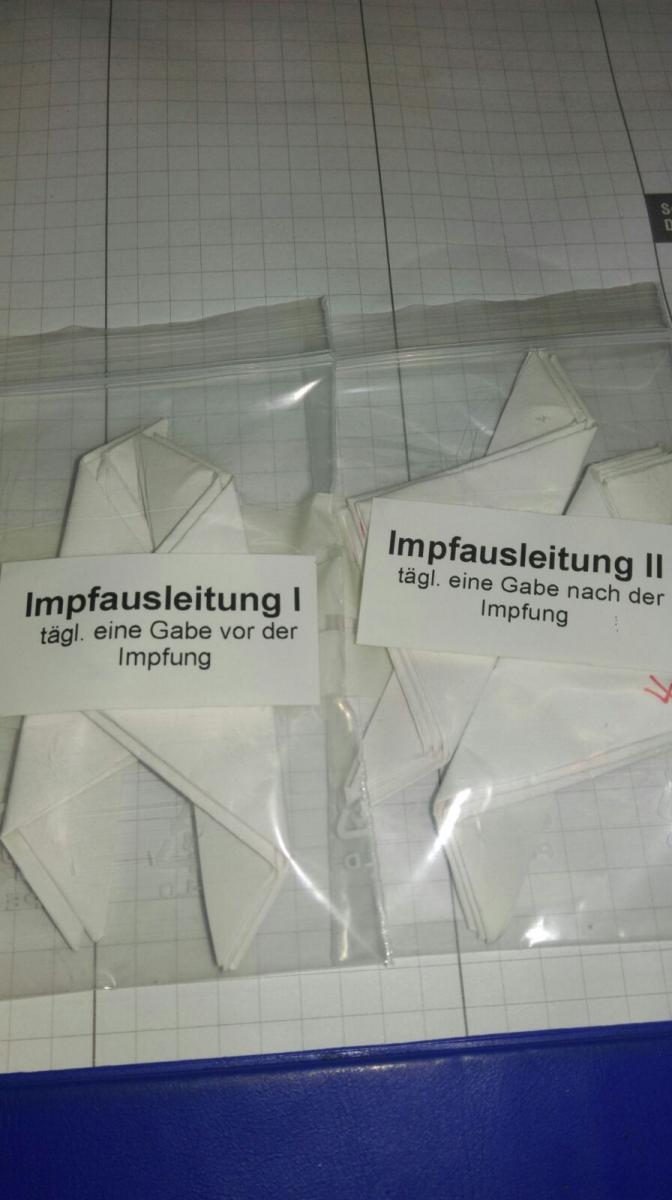 Impfausleitung I
tägl. eine Gabe vor der
Impfung
Impfausleitung II
tägl. eine Gabe nach der
Impfung